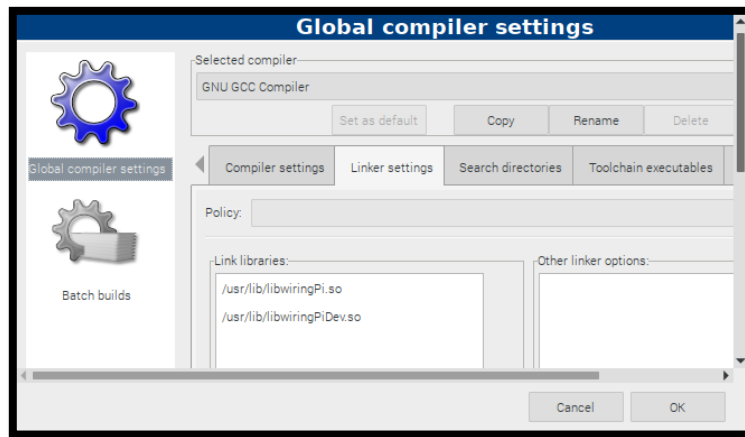 Global compiler settings
Selected compiler
GNU GCC Compiler
Set as default
Copy
Rename
Delete
Global compiler settings
Compiler settings
Linker settings
Search directories
Toolchain executables
Policy:
Batch builds
Link libraries:
Other linker options:
/usr/lib/libwiringPi.so
/usr/lib/libwiringPiDev.so
Cancel
OK